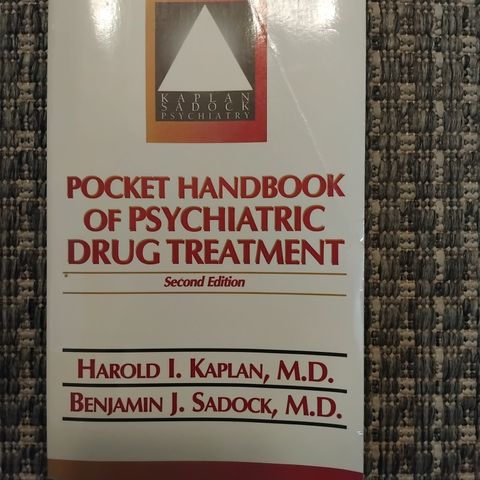 KAPLAN
SADOCK
PSYCHIATRY
POCKET HANDBOOK
OF PSYCHIATRIC
DRUG TREATMENT
Second Edition
HAROLD I. KAPLAN, M.D.
BENJAMIN J. SADOCK, M.D.